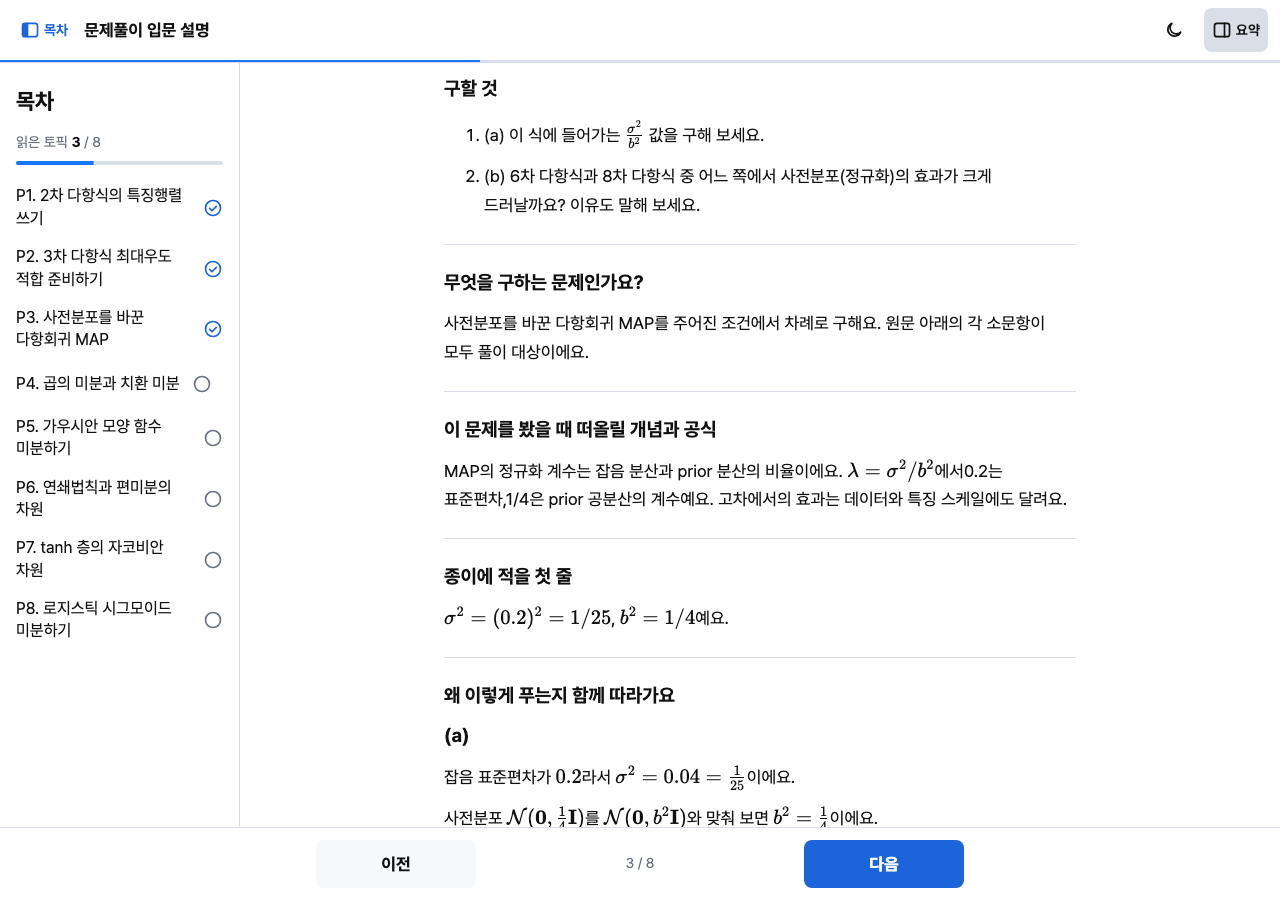 목차 문제풀이 입문 설명 요약
목차
읽은 토픽 3 / 8
P1. 2차 다항식의 특징행렬
쓰기
P2. 3차 다항식 최대우도
적합 준비하기
P3. 사전분포를 바꾼
다항회귀 MAP
P4. 곱의 미분과 치환 미분
P5. 가우시안 모양 함수
미분하기
P6. 연쇄법칙과 편미분의
차원
P7. tanh 층의 자코비안
차원
P8. 로지스틱 시그모이드
미분하기
구할 것
1. (a) 이 식에 들어가는 σ²/b² 값을 구해 보세요.
2. (b) 6차 다항식과 8차 다항식 중 어느 쪽에서 사전분포(정규화)의 효과가 크게
드러날까요? 이유도 말해 보세요.
무엇을 구하는 문제인가요?
사전분포를 바꾼 다항회귀 MAP를 주어진 조건에서 차례로 구해요. 원문 아래의 각 소문항이
모두 풀이 대상이에요.
이 문제를 봤을 때 떠올릴 개념과 공식
MAP의 정규화 계수는 잡음 분산과 prior 분산의 비율이에요. λ = σ²/b²에서0.2는
표준편차,1/4은 prior 공분산의 계수예요. 고차에서의 효과는 데이터와 특징 스케일에도 달려요.
종이에 적을 첫 줄
σ² = (0.2)² = 1/25, b² = 1/4예요.
왜 이렇게 푸는지 함께 따라가요
(a)
잡음 표준편차가 0.2라서 σ² = 0.04 = 1/25이에요.
사전분포 𝒩(0, 1/4 I)를 𝒩(0, b²I)와 맞춰 보면 b² = 1/4이에요.
이전 3 / 8 다음